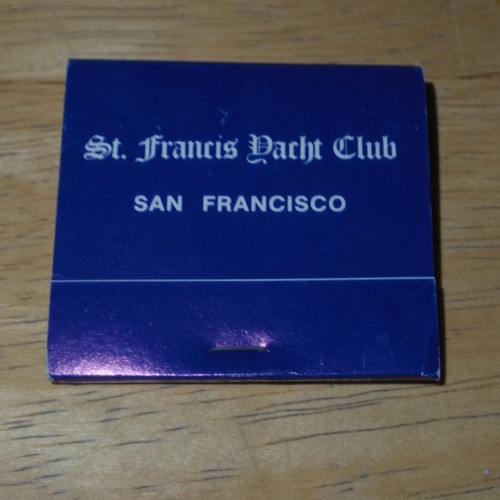 St. Francis Yacht Club
SAN FRANCISCO